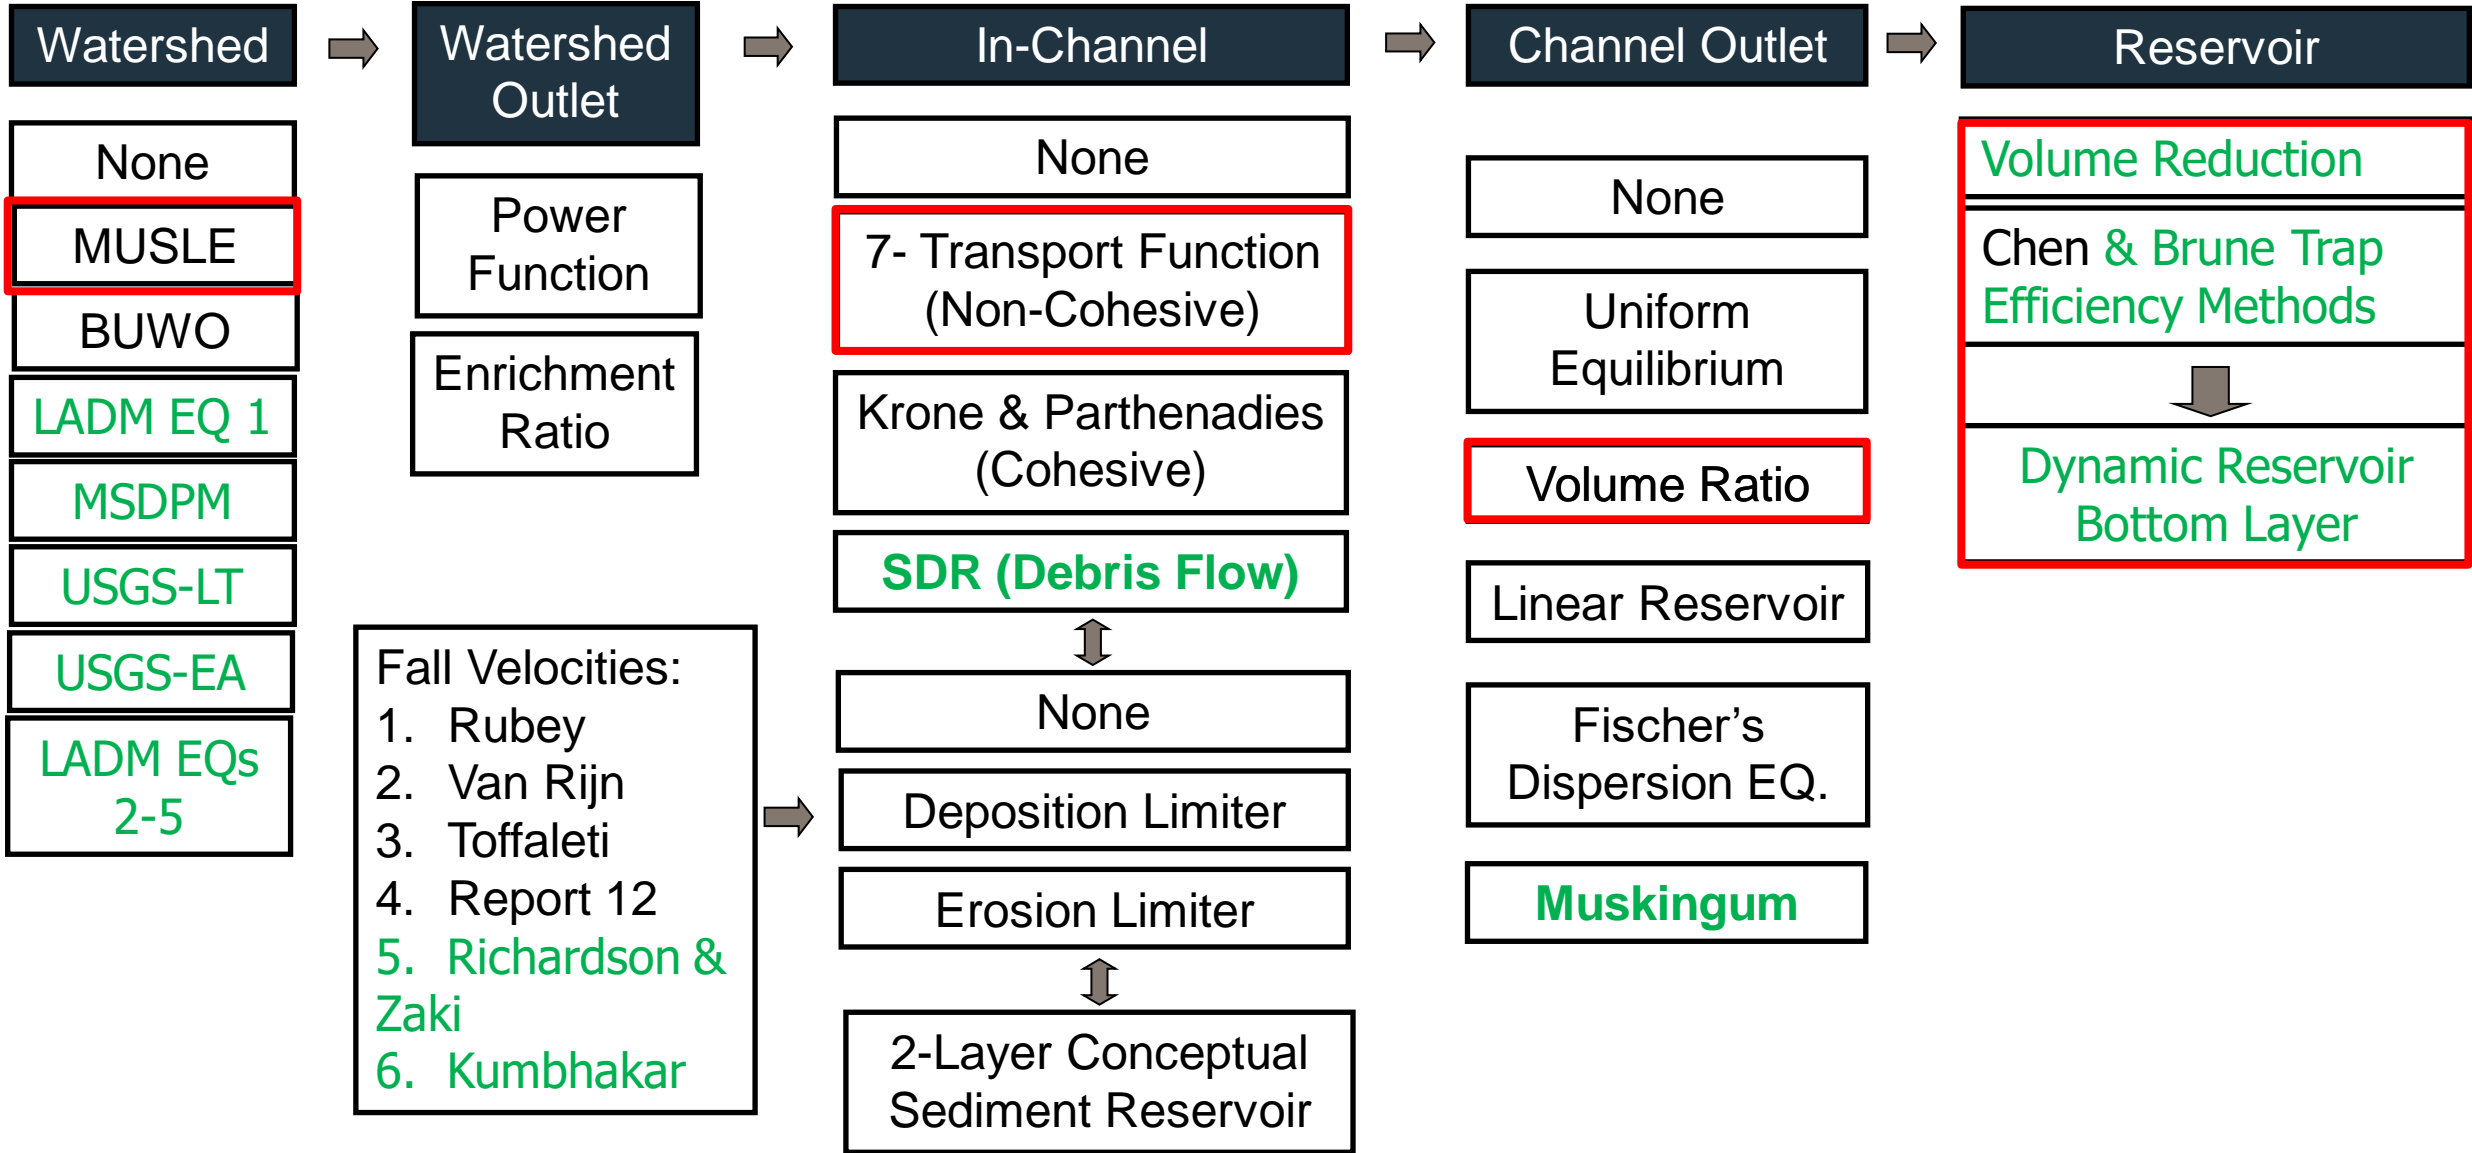 Watershed
None
MUSLE
BUWO
LADM EQ 1
MSDPM
USGS-LT
USGS-EA
LADM EQs
2-5
Watershed
Outlet
Power
Function
Enrichment
Ratio
Fall Velocities:
1. Rubey
2. Van Rijn
3. Toffaleti
4. Report 12
5. Richardson &
Zaki
6. Kumbhakar
In-Channel
None
7- Transport Function
(Non-Cohesive)
Krone & Parthenadies
(Cohesive)
SDR (Debris Flow)
None
Deposition Limiter
Erosion Limiter
2-Layer Conceptual
Sediment Reservoir
Channel Outlet
None
Uniform
Equilibrium
Volume Ratio
Linear Reservoir
Fischer’s
Dispersion EQ.
Muskingum
Reservoir
Volume Reduction
Chen & Brune Trap
Efficiency Methods
Dynamic Reservoir
Bottom Layer